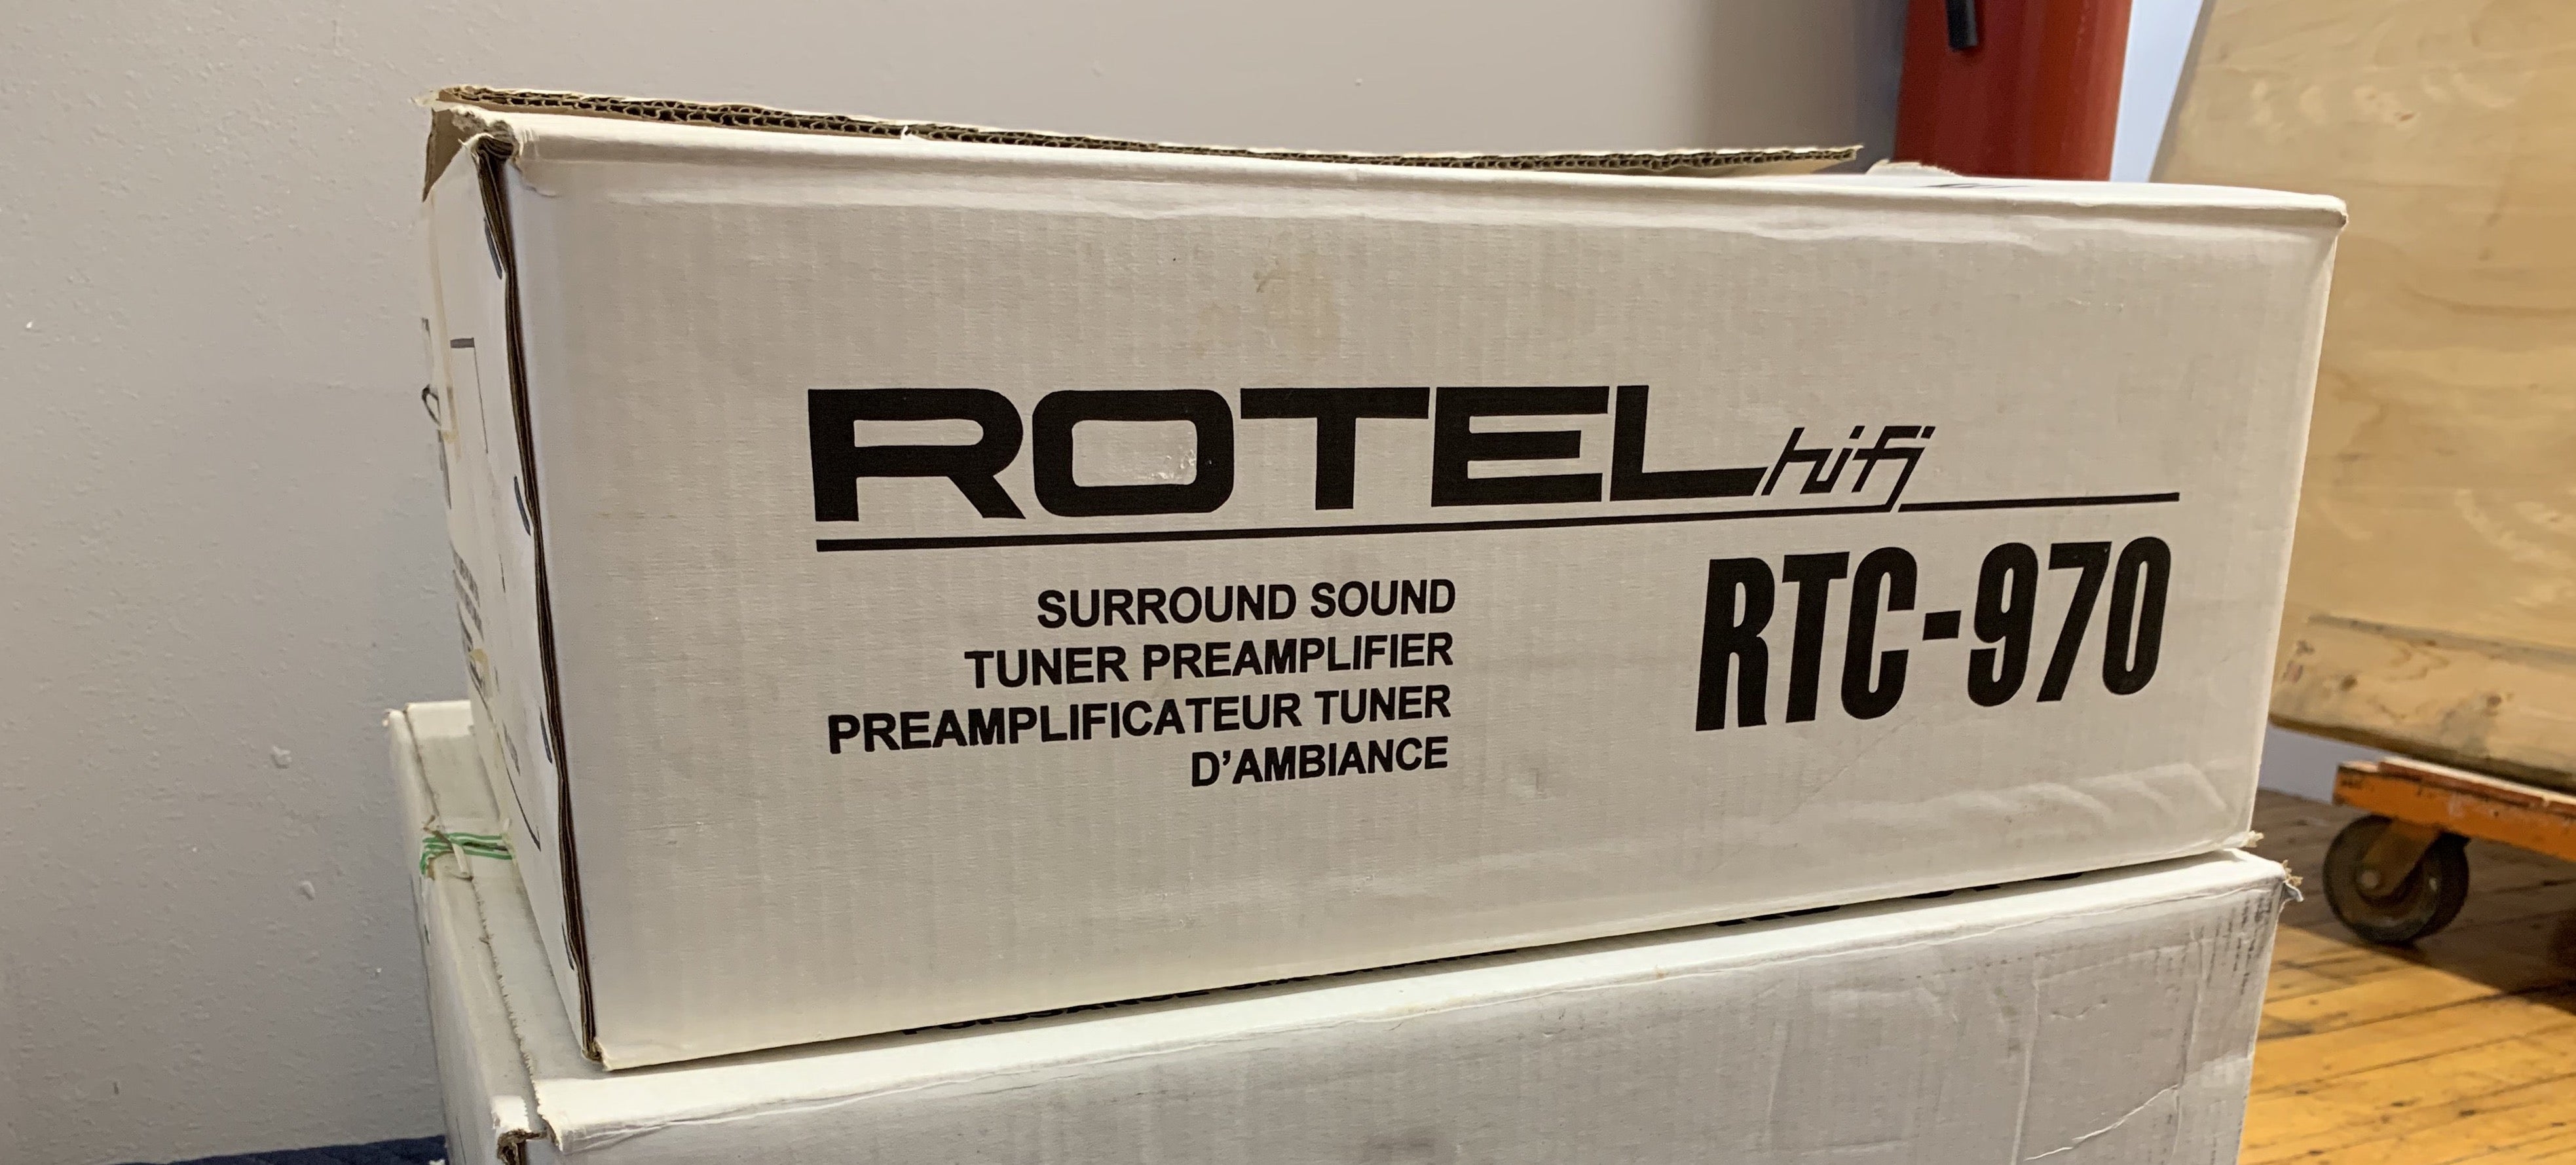 ROTEL hifi
RTC-970
SURROUND SOUND
TUNER PREAMPLIFIER
PREAMPLIFICATEUR TUNER
D'AMBIANCE